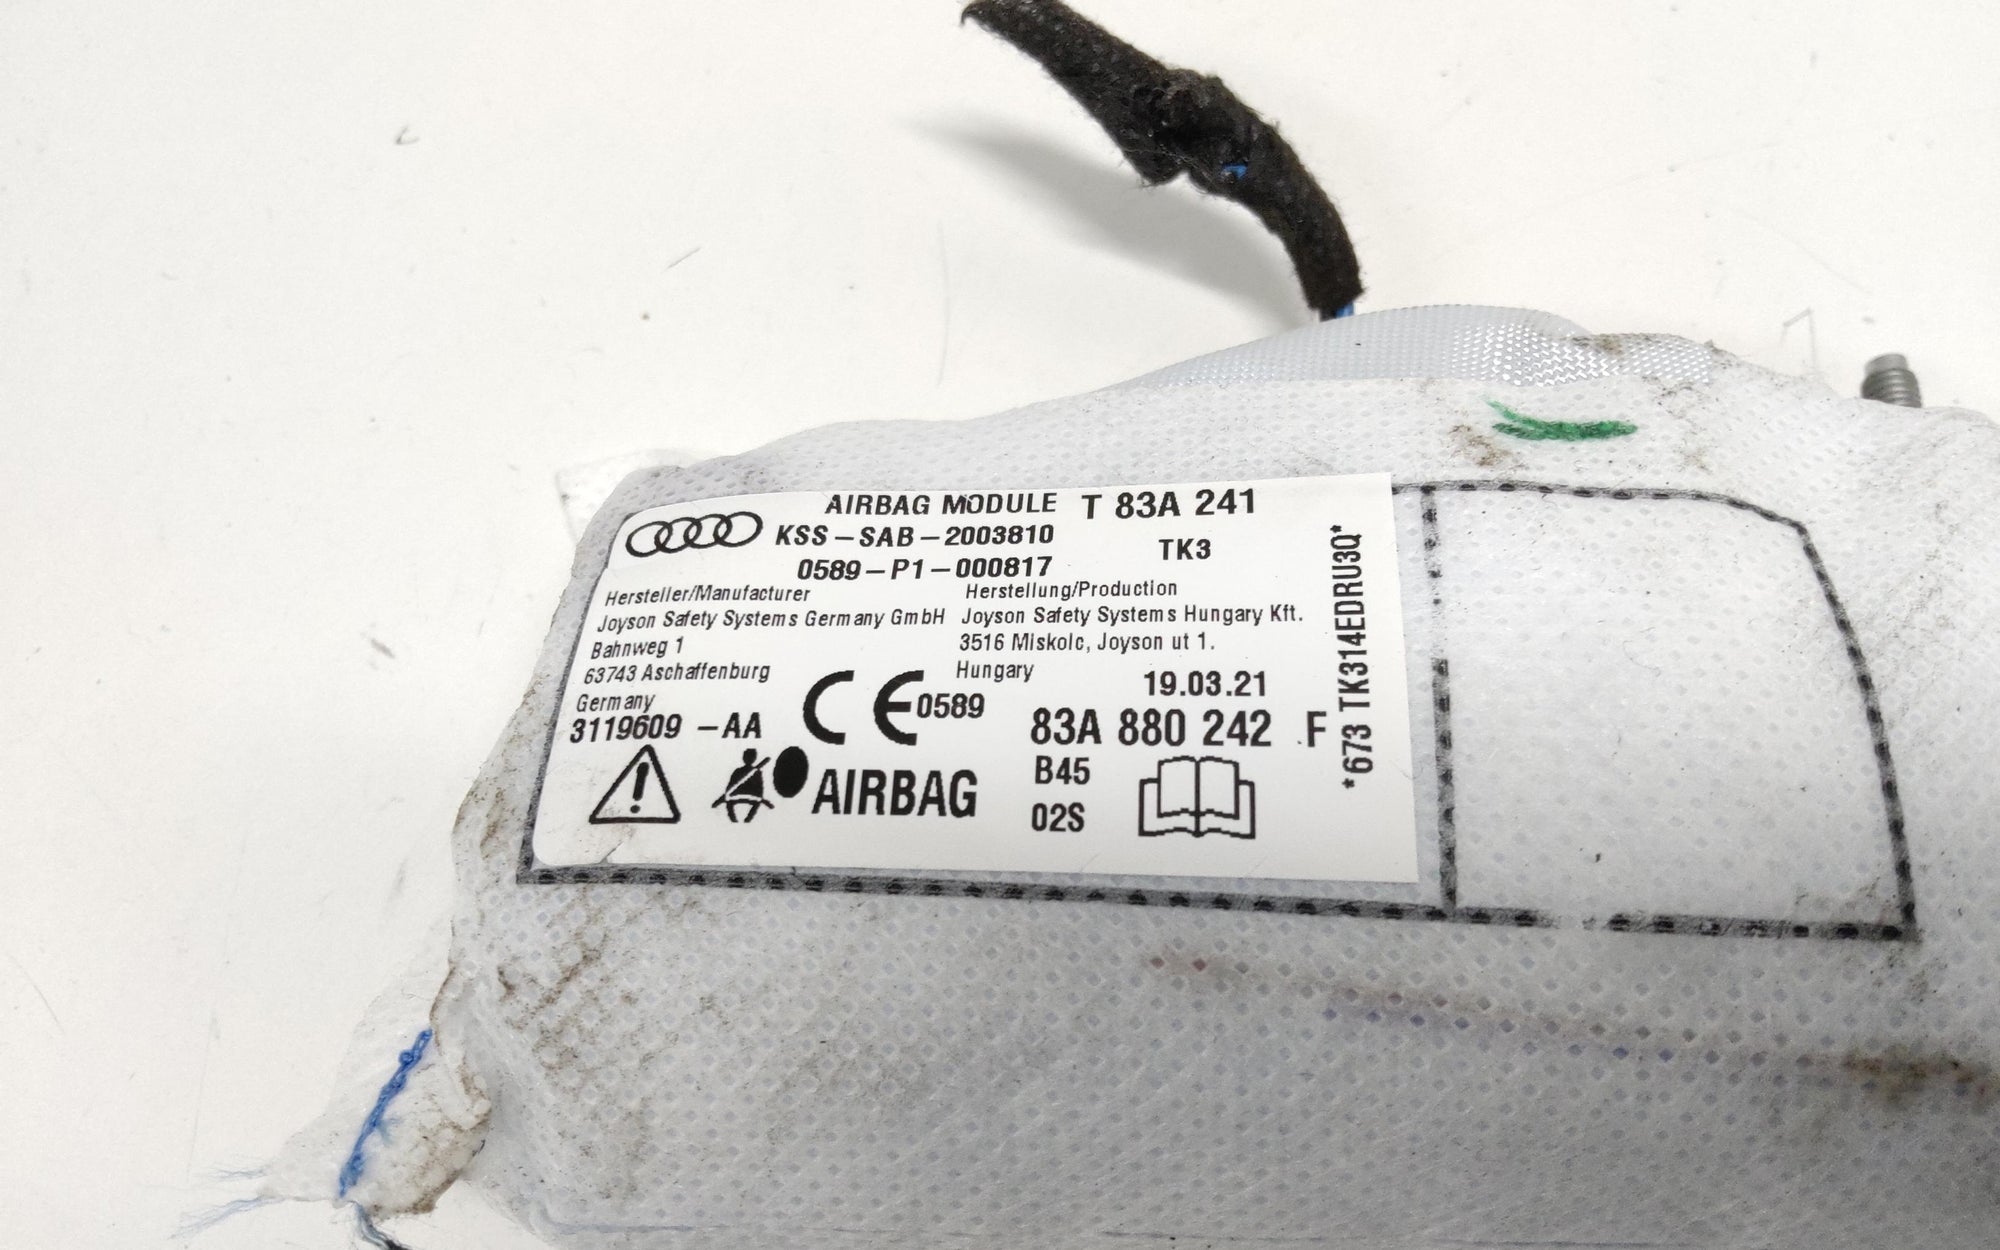 AIRBAG MODULE T 83A 241
KSS-SAB-2003810
TK3
0589-P1-000817
Hersteller/Manufacturer
Joyson Safety Systems Germany GmbH
Bahnweg 1
63743 Aschaffenburg
Germany
Herstellung/Production
Joyson Safety Systems Hungary Kft.
3516 Miskolc, Joyson ut 1.
Hungary
19.03.21
3119609 -AA
CE 0589
83A 880 242 F
AIRBAG
B45
02S
*673 TK314EDRU3Q*